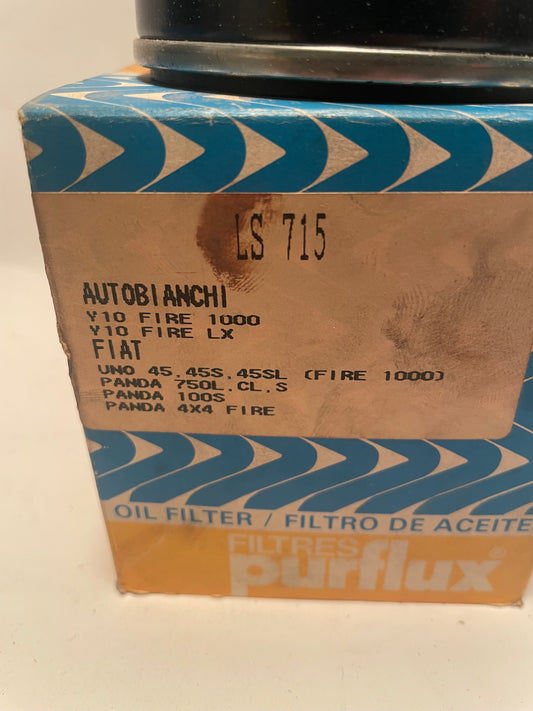 LS 715
AUTOBIANCHI
Y10 FIRE 1000
Y10 FIRE LX
FIAT
UNO 45.45S.45SL (FIRE 1000)
PANDA 750L.CL.S
PANDA 100S
PANDA 4X4 FIRE
OIL FILTER / FILTRO DE ACEITE
FILTRES
purflux®